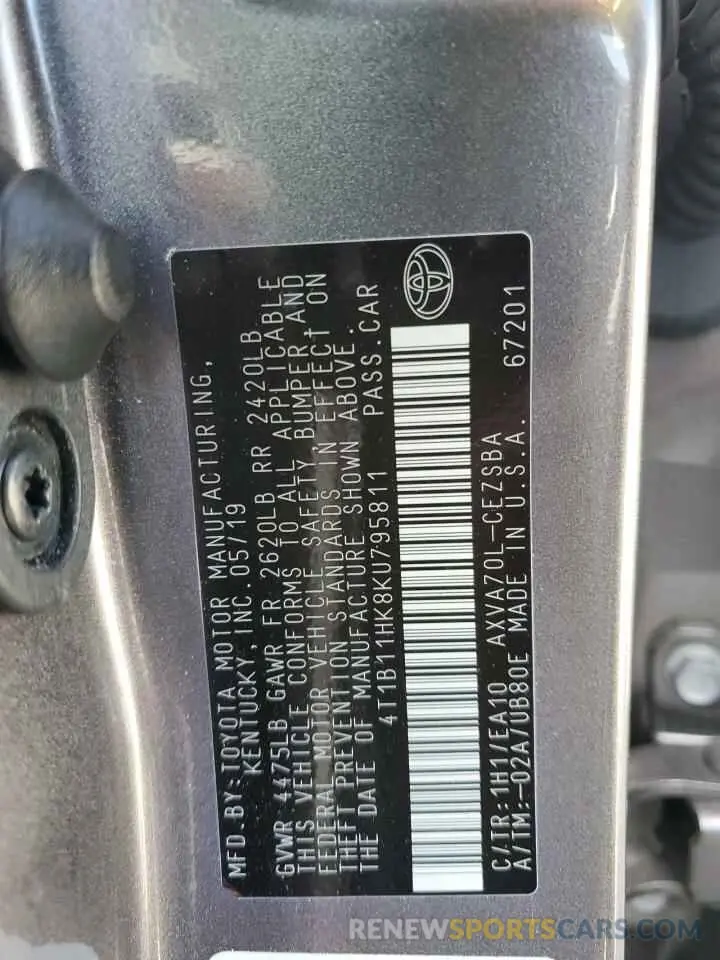 MFD.BY:TOYOTA MOTOR MANUFACTURING,
KENTUCKY, INC.05/19
GVWR 4475LB GAWR FR 2620LB RR 2420LB
THIS VEHICLE CONFORMS TO ALL APPLICABLE
FEDERAL MOTOR VEHICLE SAFETY, BUMPER, AND
THEFT PREVENTION STANDARDS IN EFFECT ON
THE DATE OF MANUFACTURE SHOWN ABOVE.
4T1B11HK8KU795811 PASS.CAR
C/TR:1H1/EA10 AXVA70L-CEZSBA
A/TM:-02A/UB80E MADE IN U.S.A. 67201
RENEWSPORTSCARS.COM